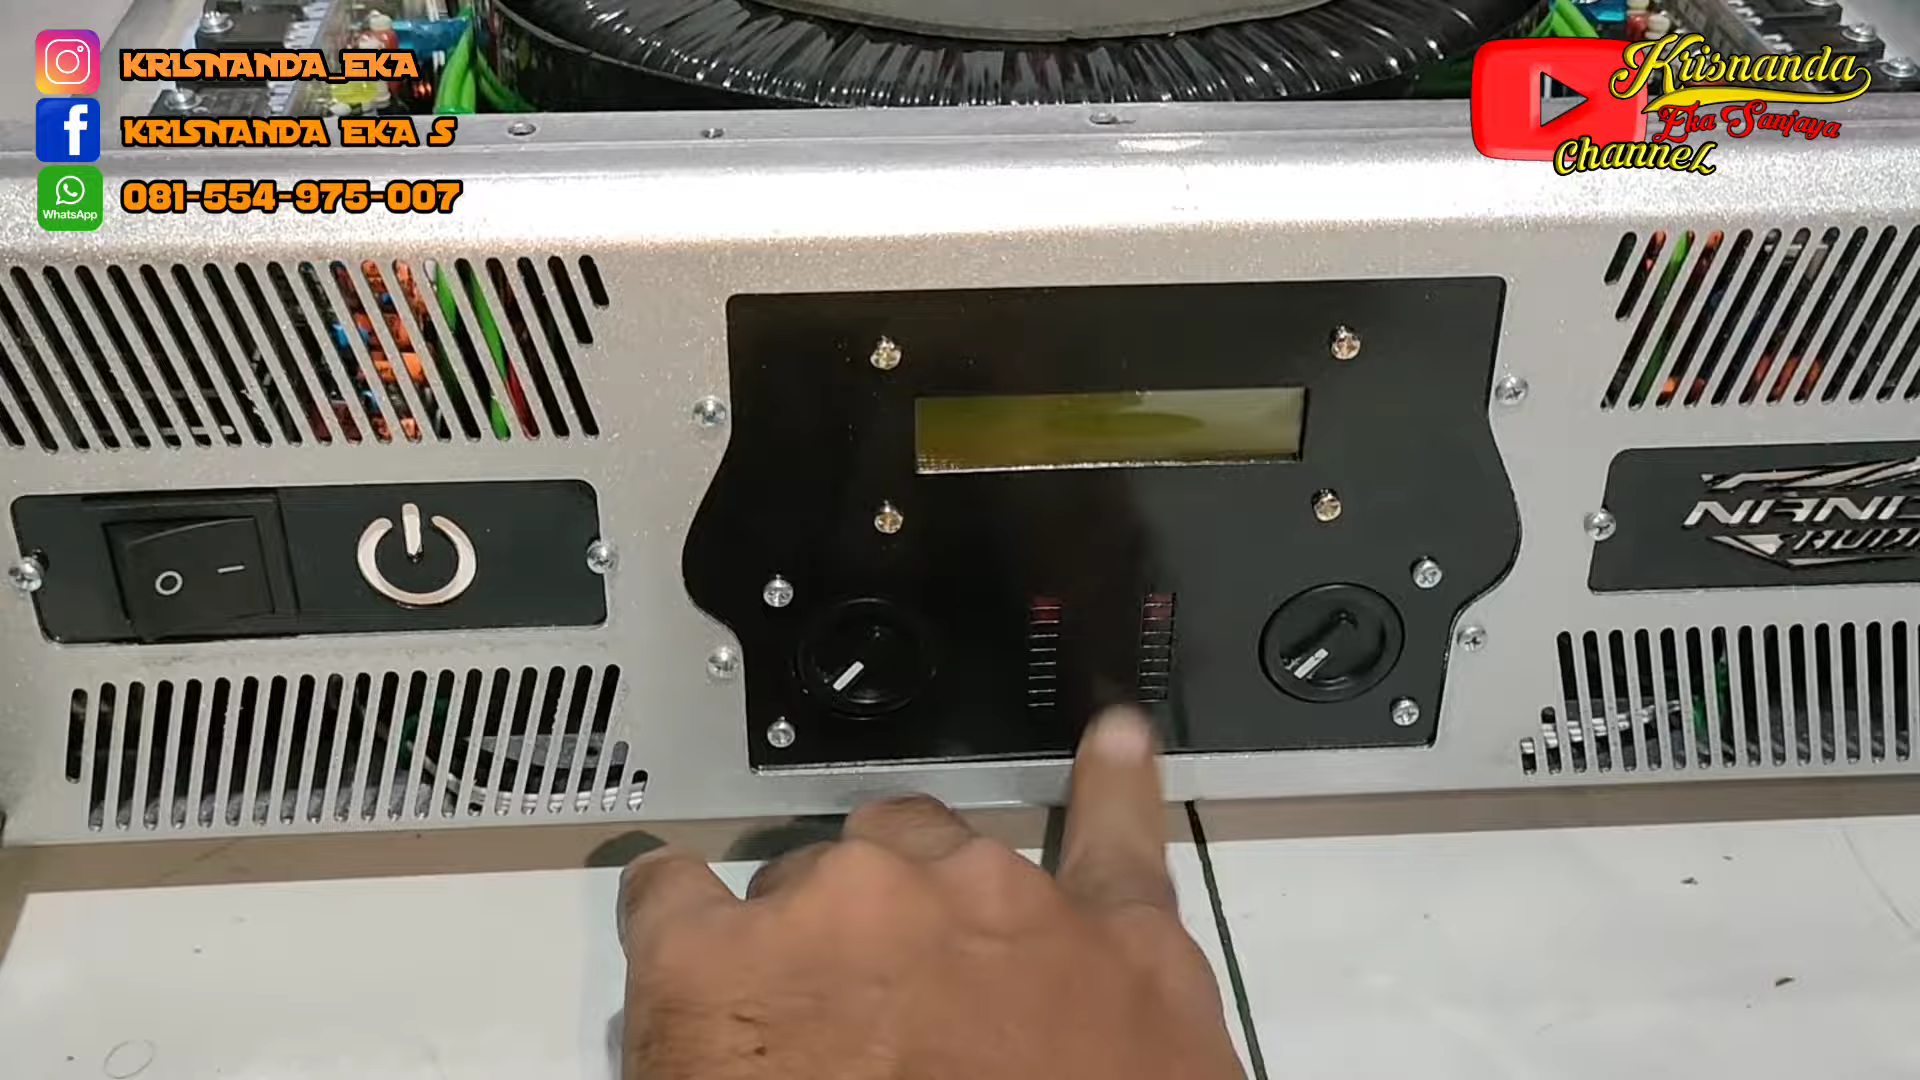 KRISNANDA_EKA
KRISNANDA EKA S
WhatsApp
081-554-975-007
Krisnanda
Eka Sanjaya
Channel